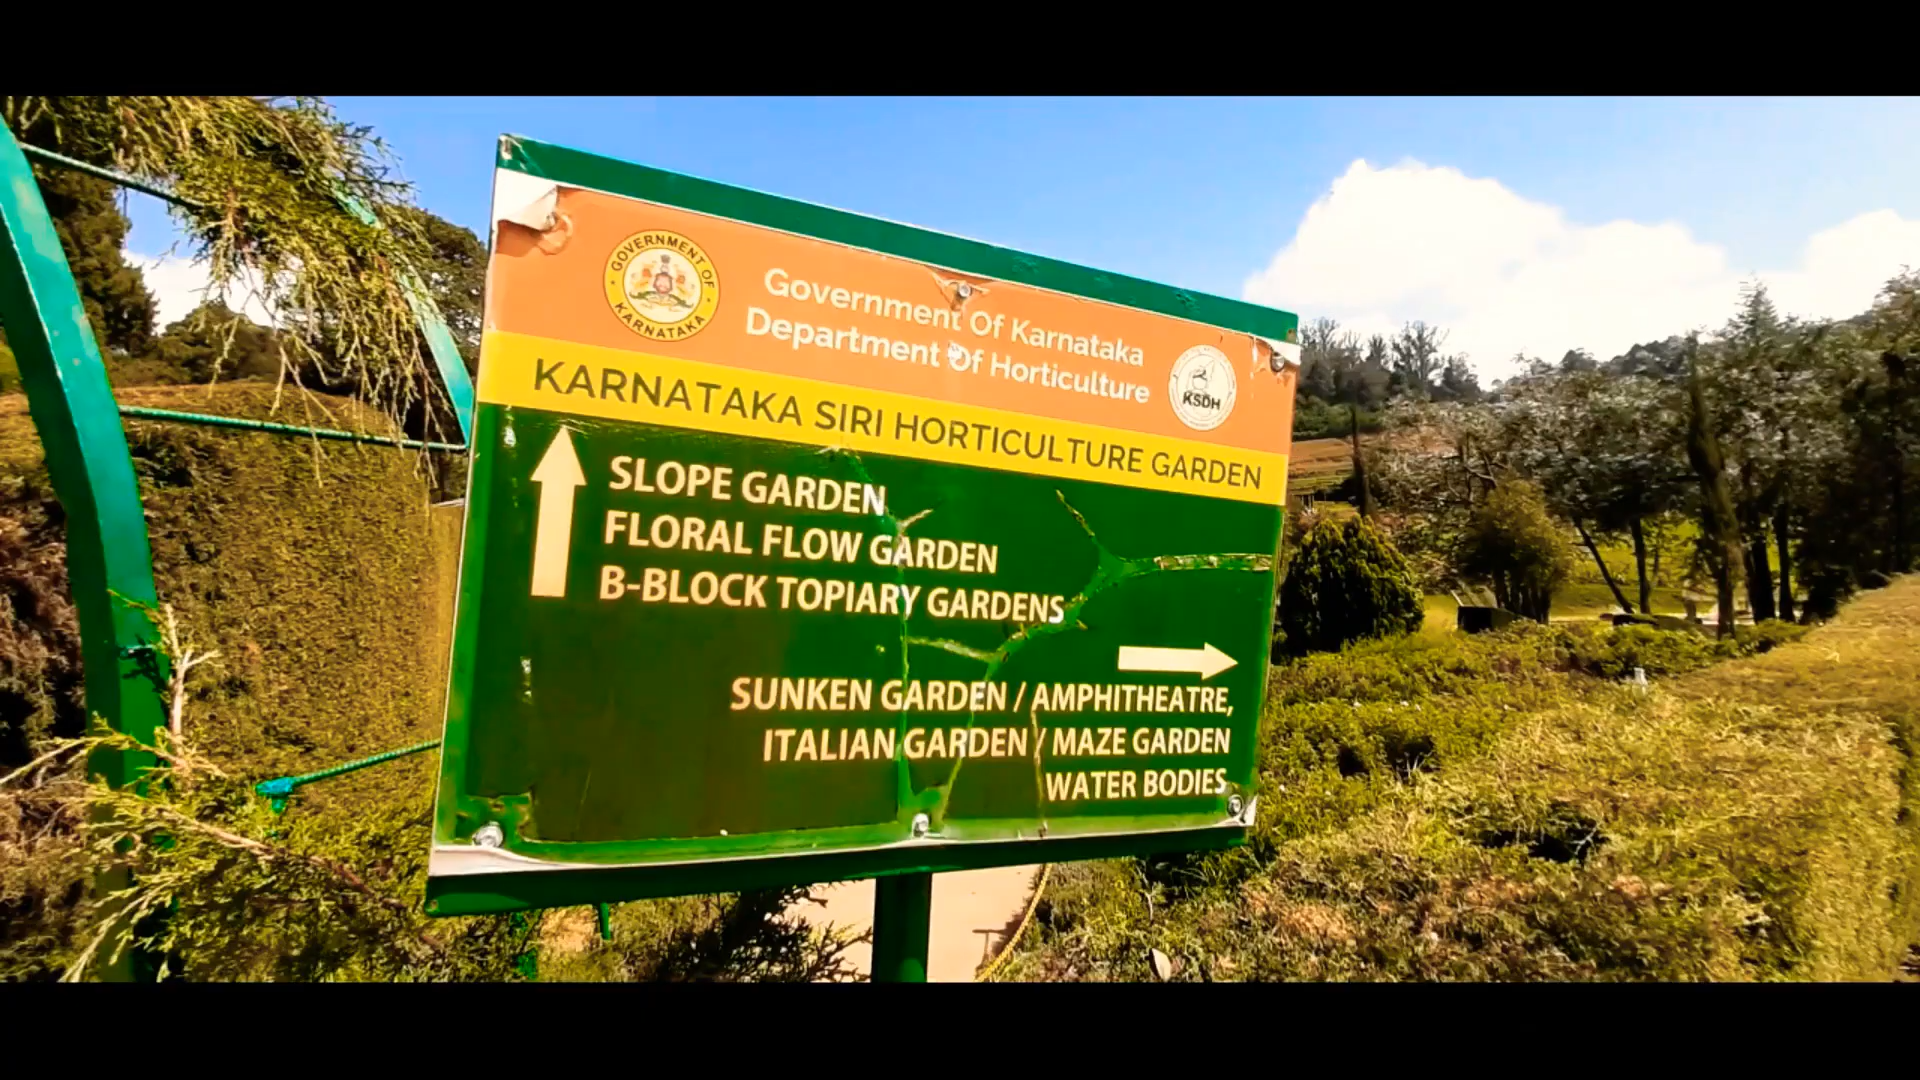 GOVERNMENT OF
KARNATAKA
Government Of Karnataka
Department Of Horticulture
KSDH
KARNATAKA SIRI HORTICULTURE GARDEN
SLOPE GARDEN
FLORAL FLOW GARDEN
B-BLOCK TOPIARY GARDENS
SUNKEN GARDEN / AMPHITHEATRE,
ITALIAN GARDEN / MAZE GARDEN
WATER BODIES